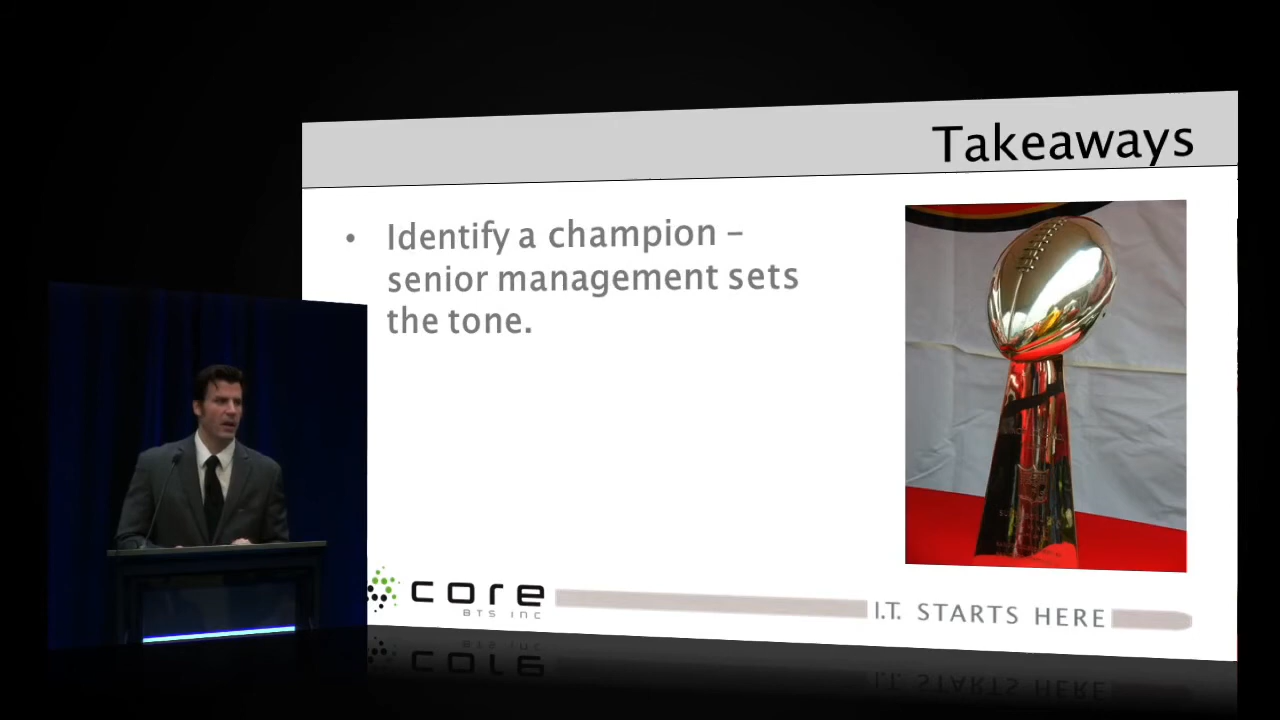 Takeaways
• Identify a champion –
senior management sets
the tone.
core
BTS INC
I.T. STARTS HERE